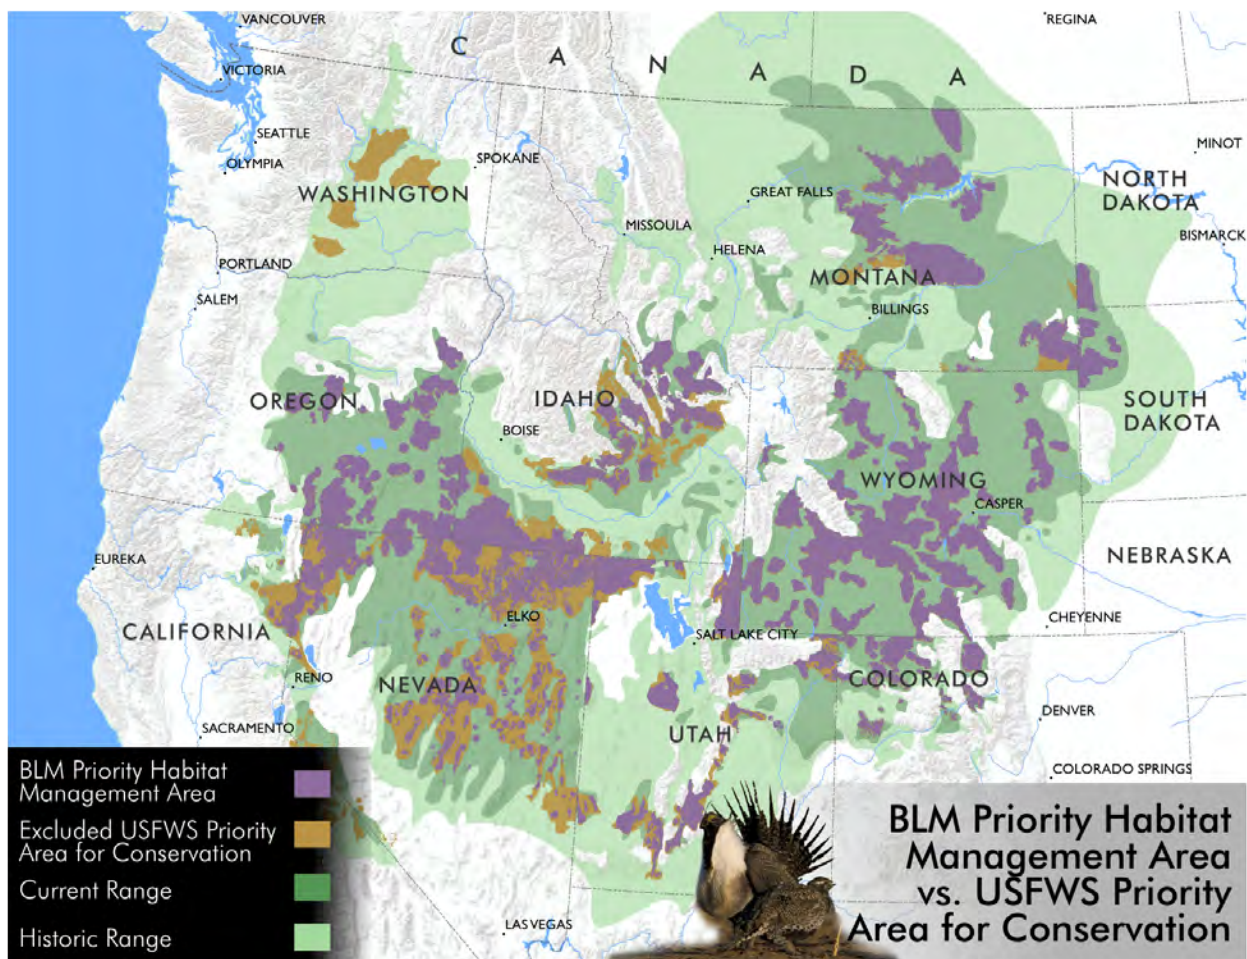 VANCOUVER
REGINA
C A N A D A
VICTORIA
SEATTLE
OLYMPIA
SPOKANE
MINOT
WASHINGTON
GREAT FALLS
NORTH
DAKOTA
MISSOULA
BISMARCK
HELENA
PORTLAND
MONTANA
SALEM
BILLINGS
OREGON
IDAHO
SOUTH
DAKOTA
BOISE
WYOMING
CASPER
EUREKA
NEBRASKA
ELKO
CHEYENNE
CALIFORNIA
SALT LAKE CITY
RENO
NEVADA
COLORADO
DENVER
SACRAMENTO
UTAH
COLORADO SPRINGS
LAS VEGAS
BLM Priority Habitat
Management Area
Excluded USFWS Priority
Area for Conservation
Current Range
Historic Range
BLM Priority Habitat
Management Area
vs. USFWS Priority
Area for Conservation